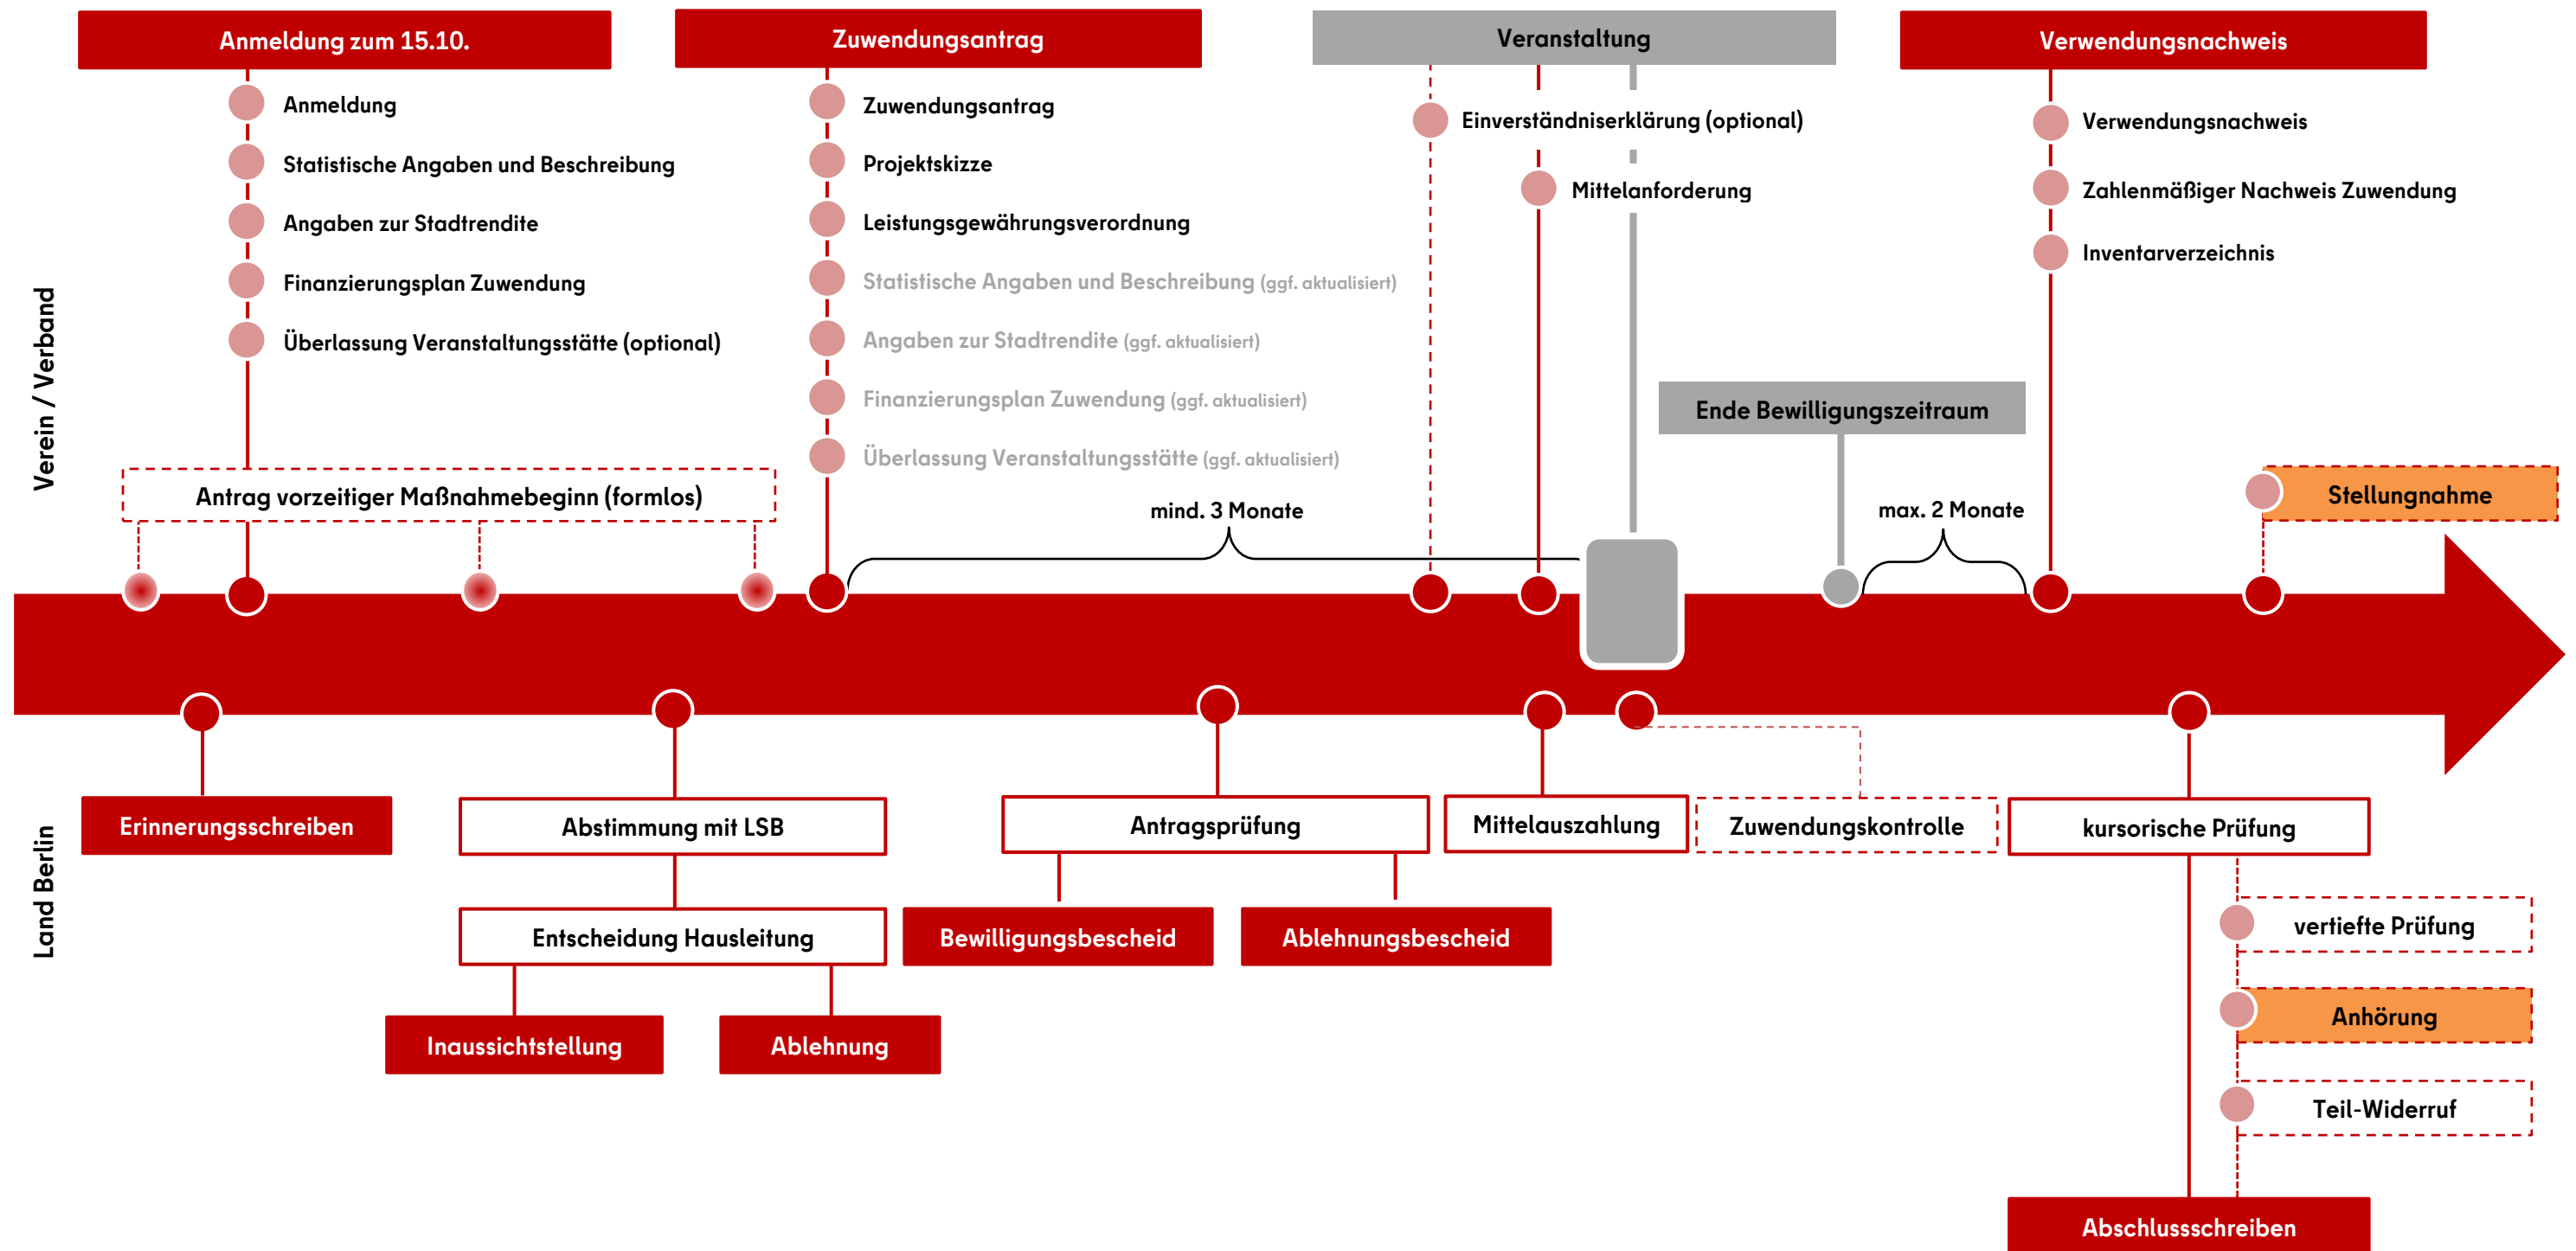 Anmeldung zum 15.10.
Anmeldung
Statistische Angaben und Beschreibung
Angaben zur Stadtrendite
Finanzierungsplan Zuwendung
Überlassung Veranstaltungsstätte (optional)
Antrag vorzeitiger Maßnahmebeginn (formlos)
Zuwendungsantrag
Zuwendungsantrag
Projektskizze
Leistungsgewährungsverordnung
Statistische Angaben und Beschreibung (ggf. aktualisiert)
Angaben zur Stadtrendite (ggf. aktualisiert)
Finanzierungsplan Zuwendung (ggf. aktualisiert)
Überlassung Veranstaltungsstätte (ggf. aktualisiert)
mind. 3 Monate
Veranstaltung
Einverständniserklärung (optional)
Mittelanforderung
Ende Bewilligungszeitraum
max. 2 Monate
Verwendungsnachweis
Verwendungsnachweis
Zahlenmäßiger Nachweis Zuwendung
Inventarverzeichnis
Stellungnahme
Verein / Verband
Land Berlin
Erinnerungsschreiben
Abstimmung mit LSB
Entscheidung Hausleitung
Inaussichtstellung
Ablehnung
Antragsprüfung
Bewilligungsbescheid
Ablehnungsbescheid
Mittelauszahlung
Zuwendungskontrolle
kursorische Prüfung
vertiefte Prüfung
Anhörung
Teil-Widerruf
Abschlussschreiben